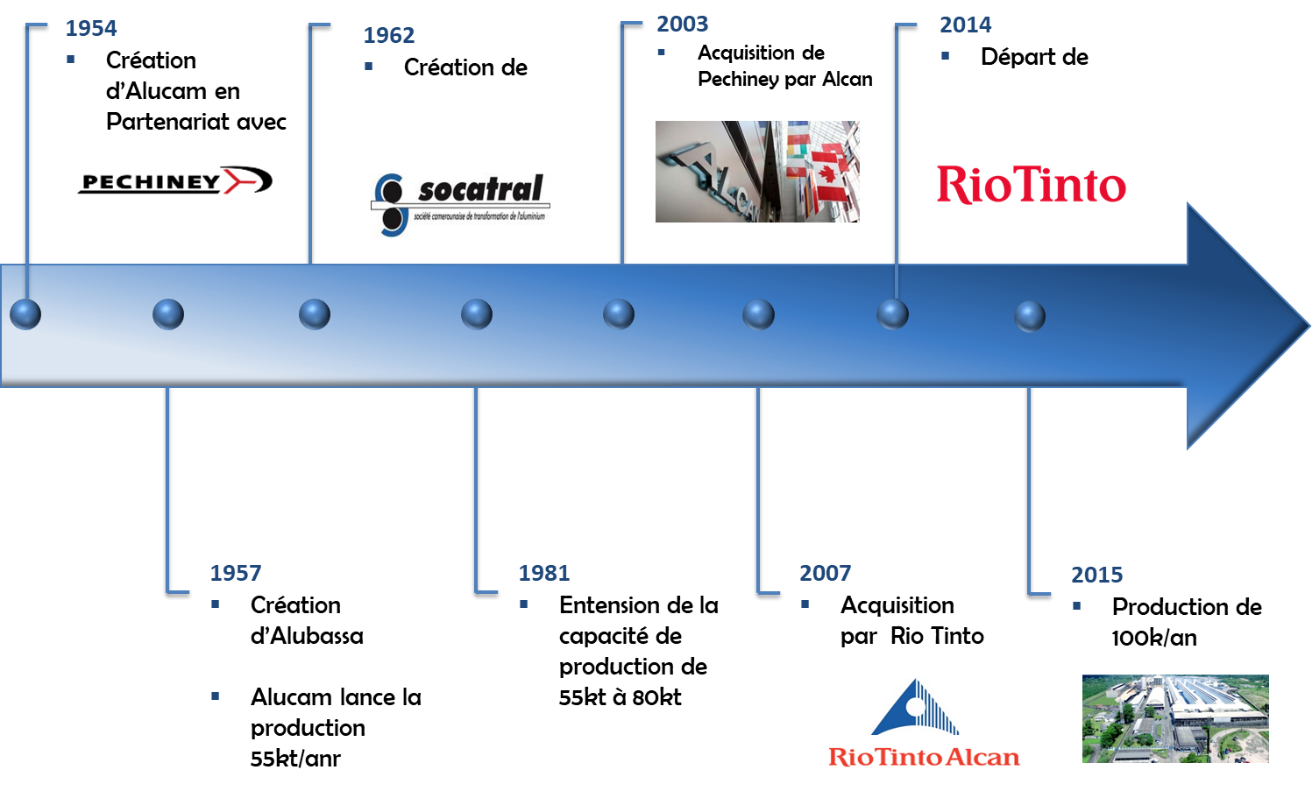 1954
▪ Création
d'Alucam en
Partenariat avec
PECHINEY
1962
▪ Création de
socatral
société camerounaise de transformation de l'aluminium
2003
▪ Acquisition de
Pechiney par Alcan
ALCAN
2014
▪ Départ de
RioTinto
1957
▪ Création
d'Alubassa
▪ Alucam lance la
production
55kt/anr
1981
▪ Entension de la
capacité de
production de
55kt à 80kt
2007
▪ Acquisition
par Rio Tinto
RioTintoAlcan
2015
▪ Production de
100k/an